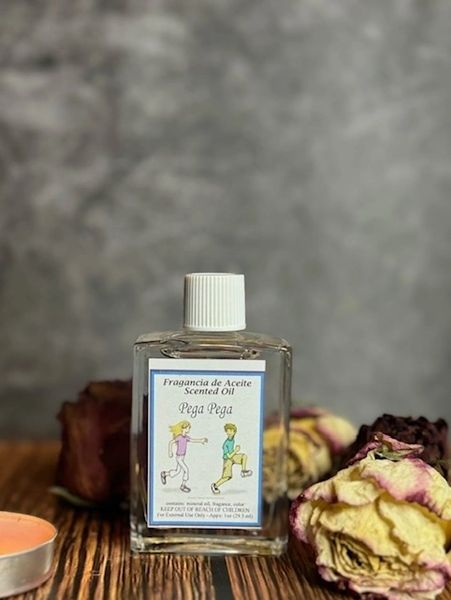 Fragancia de Aceite
Scented Oil
Pega Pega
contains: mineral oil, fragance, color
KEEP OUT OF REACH OF CHILDREN
For External Use Only - Appx 1oz (29.5 ml)